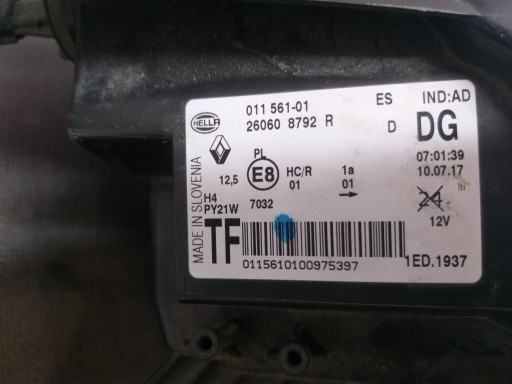 HELLA
011 561-01 ES IND:AD
26060 8792 R D DG
07:01:39
10.07.17
PL
12,5 E8 HC/R 1a
01 01
24
H4
PY21W 7032 12V
MADE IN SLOVENIA
TF
0115610100975397 1ED.1937